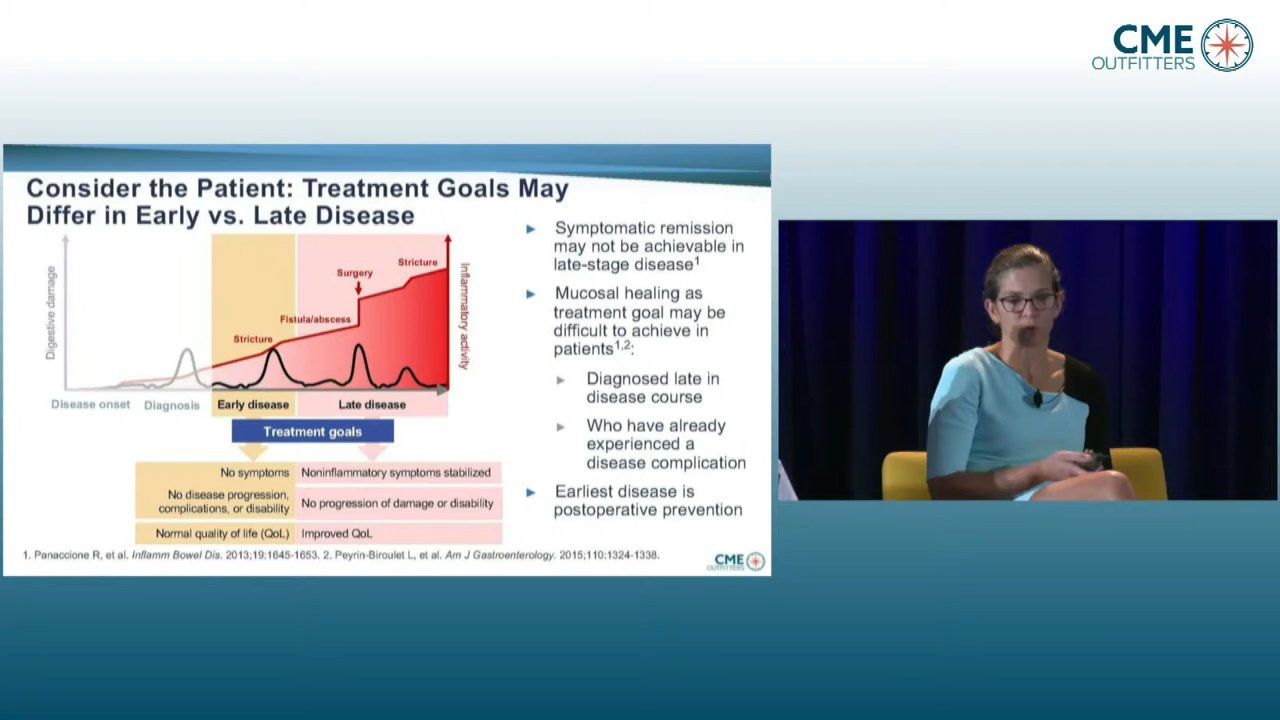 CME
OUTFITTERS
Consider the Patient: Treatment Goals May
Differ in Early vs. Late Disease
Digestive damage
Inflammatory activity
Stricture
Fistula/abscess
Surgery
Stricture
Disease onset
Diagnosis
Early disease
Late disease
Treatment goals
No symptoms
Noninflammatory symptoms stabilized
No disease progression,
complications, or disability
No progression of damage or disability
Normal quality of life (QoL)
Improved QoL
Symptomatic remission
may not be achievable in
late-stage disease1
Mucosal healing as
treatment goal may be
difficult to achieve in
patients1,2:
Diagnosed late in
disease course
Who have already
experienced a
disease complication
Earliest disease is
postoperative prevention
1. Panaccione R, et al. Inflamm Bowel Dis. 2013;19:1645-1653. 2. Peyrin-Biroulet L, et al. Am J Gastroenterology. 2015;110:1324-1338.
CME
OUTFITTERS